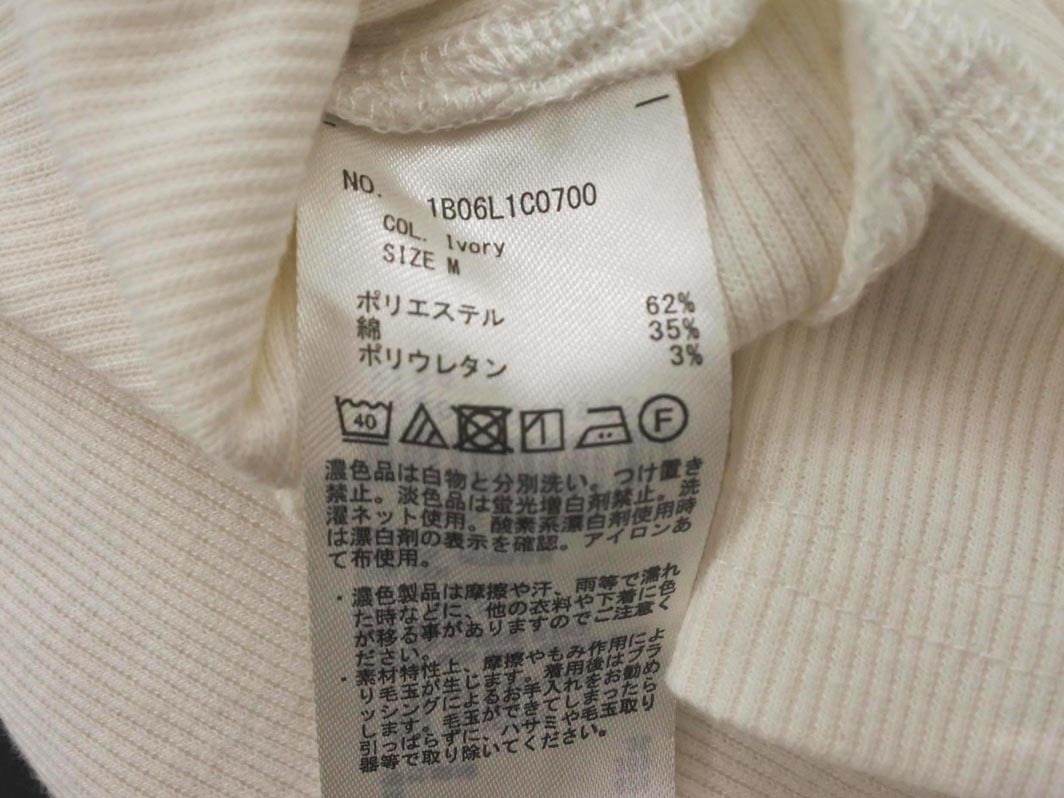 NO. 1B06L1C0700
COL. Ivory
SIZE M
ポリエステル 62%
綿 35%
ポリウレタン 3%
40 F
濃色品は白物と分別洗い。つけ置き
禁止。淡色品は蛍光増白剤禁止。洗
濯ネット使用。酸素系漂白剤使用時
は漂白剤の表示を確認。アイロンあ
て布使用。
・濃色製品は摩擦や汗、雨等で濡れ
た時などに、他の衣料や下着に色
が移る事がありますのでご注意く
ださい。
・素材特性上、摩擦やもみ作用によ
り毛玉が生じます。着用後はブラ
ッシングによるお手入れをお勧め
します。毛玉ができてしまったら
引っぱらずに、ハサミや毛玉取り
器等で取り除いてください。